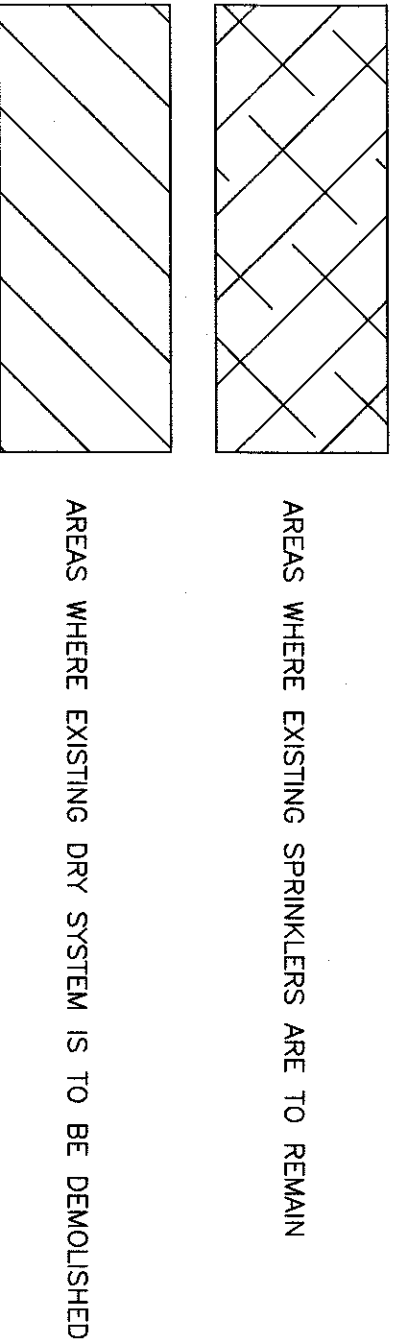 AREAS WHERE EXISTING SPRINKLERS ARE TO REMAIN
AREAS WHERE EXISTING DRY SYSTEM IS TO BE DEMOLISHED